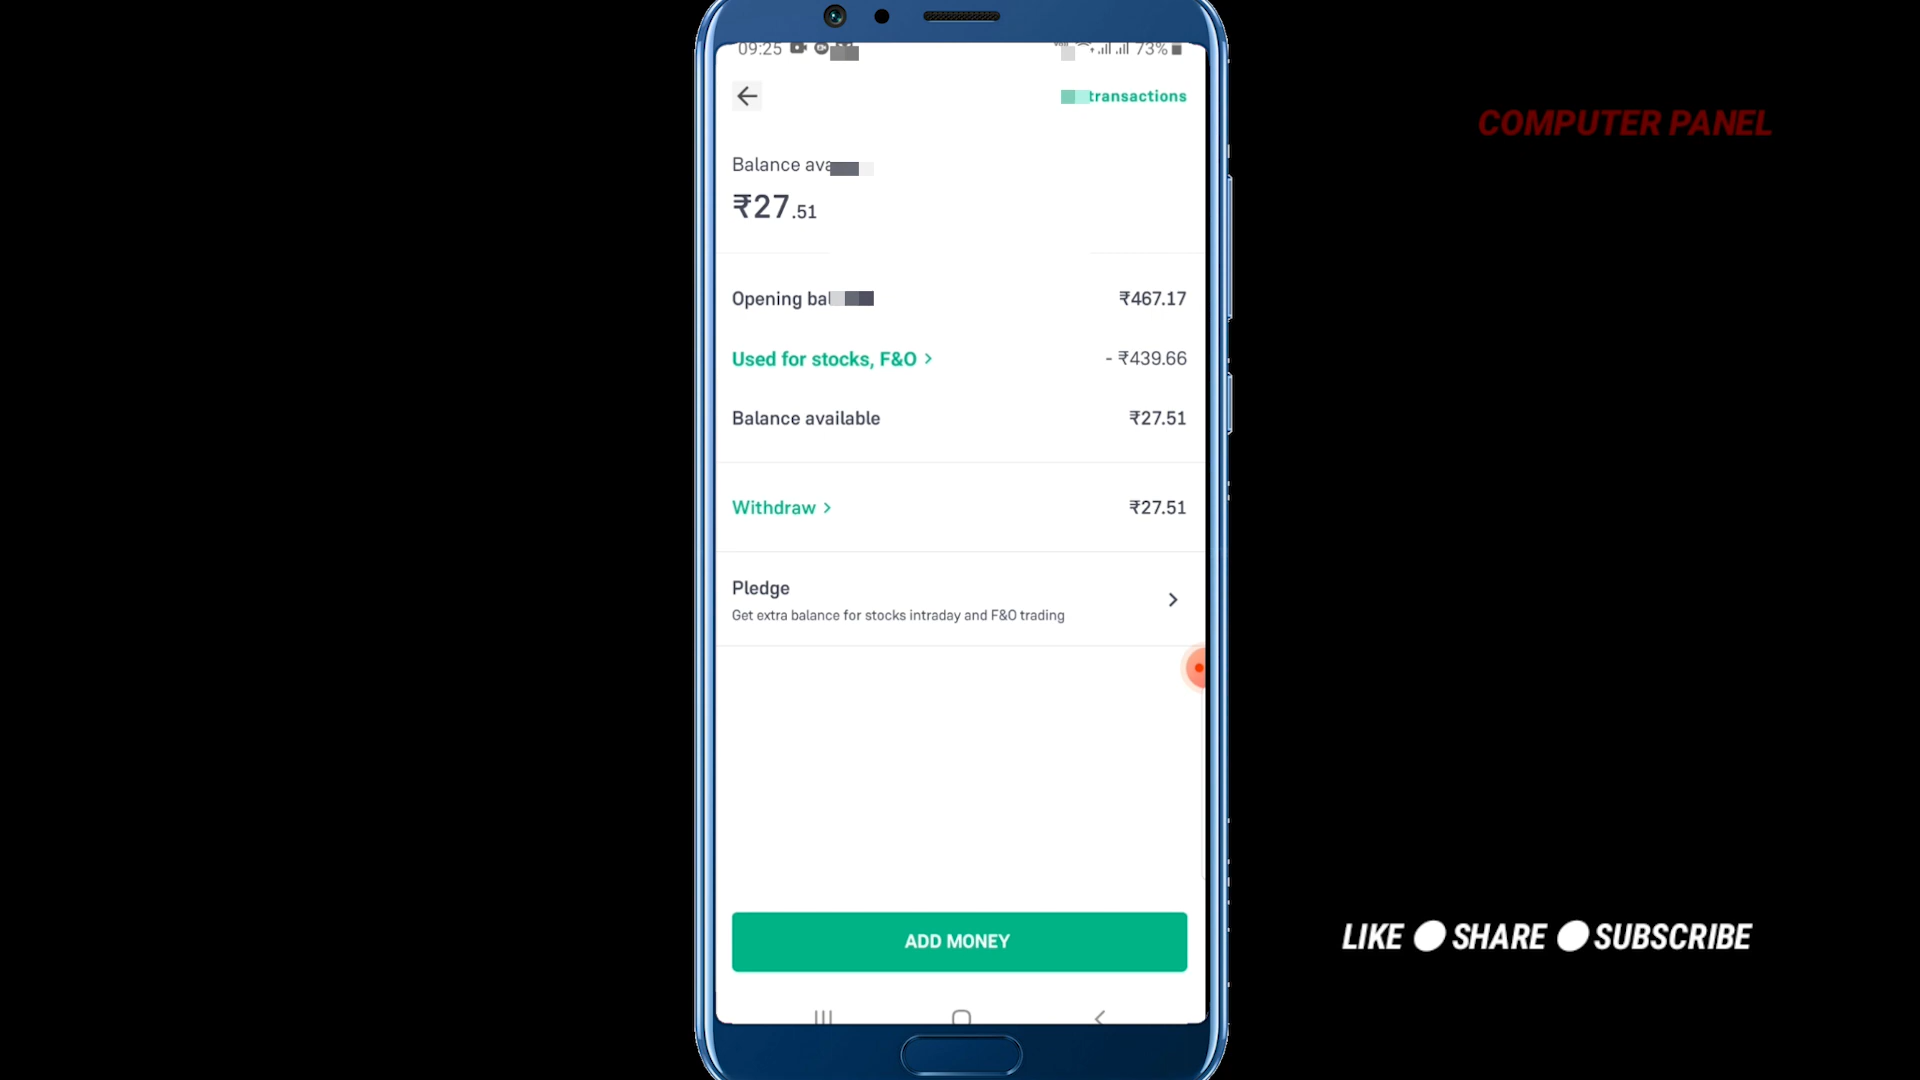 09:25 73%
transactions
Balance
₹27.51
Opening ₹467.17
Used for stocks, F&O > - ₹439.66
Balance available ₹27.51
Withdraw > ₹27.51
Pledge
Get extra balance for stocks intraday and F&O trading
ADD MONEY
COMPUTER PANEL
LIKE SHARE SUBSCRIBE